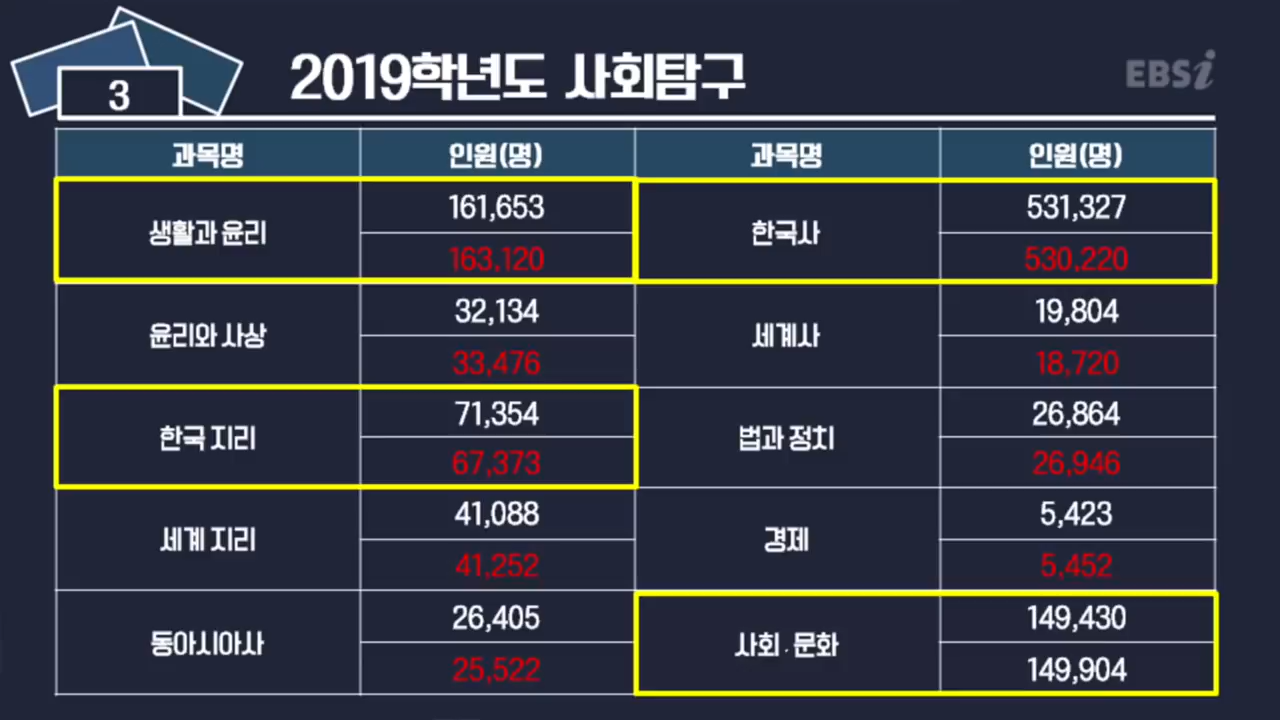 3
2019학년도 사회탐구
EBSi
과목명 인원(명) 과목명 인원(명)
생활과 윤리 161,653 한국사 531,327
163,120 530,220
윤리와 사상 32,134 세계사 19,804
33,476 18,720
한국 지리 71,354 법과 정치 26,864
67,373 26,946
세계 지리 41,088 경제 5,423
41,252 5,452
동아시아사 26,405 사회·문화 149,430
25,522 149,904